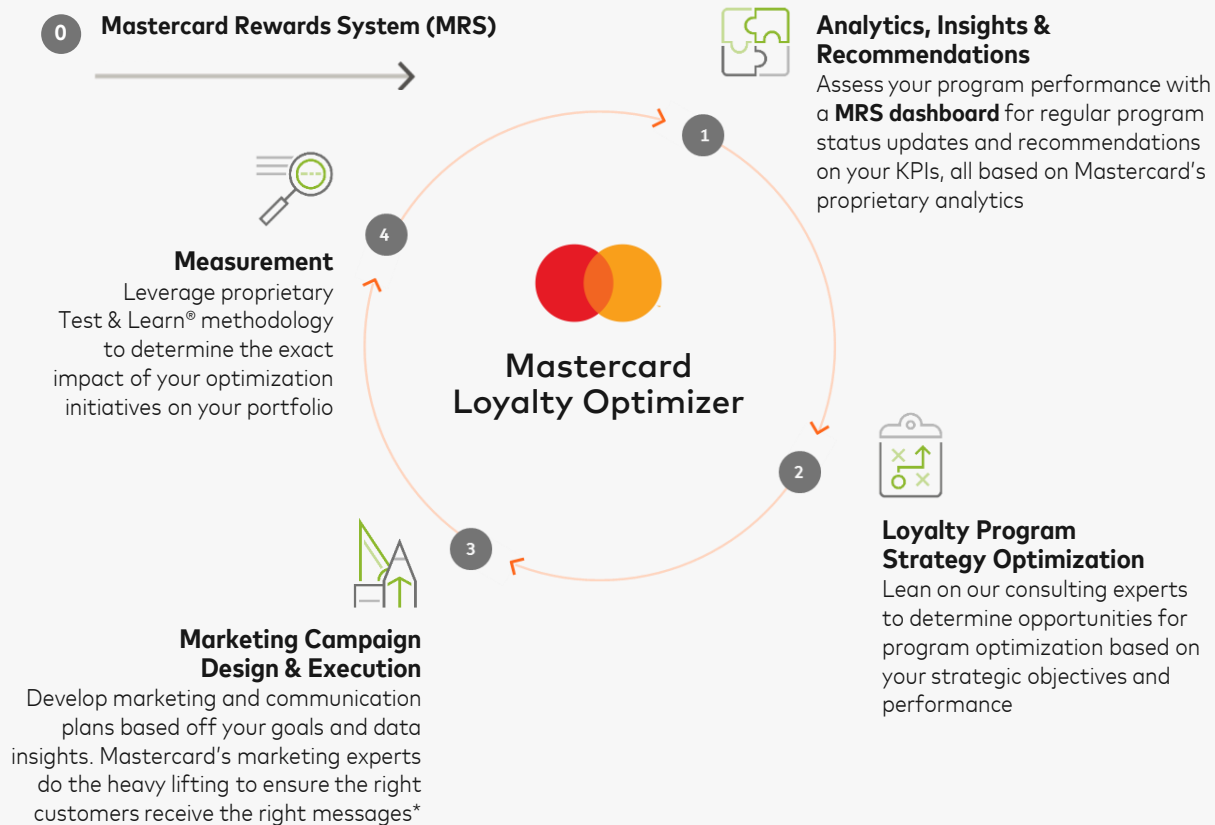 0
Mastercard Rewards System (MRS)
1
Analytics, Insights &
Recommendations
Assess your program performance with
a MRS dashboard for regular program
status updates and recommendations
on your KPIs, all based on Mastercard's
proprietary analytics
4
Measurement
Leverage proprietary
Test & Learn® methodology
to determine the exact
impact of your optimization
initiatives on your portfolio
Mastercard
Loyalty Optimizer
2
Loyalty Program
Strategy Optimization
Lean on our consulting experts
to determine opportunities for
program optimization based on
your strategic objectives and
performance
3
Marketing Campaign
Design & Execution
Develop marketing and communication
plans based off your goals and data
insights. Mastercard's marketing experts
do the heavy lifting to ensure the right
customers receive the right messages*